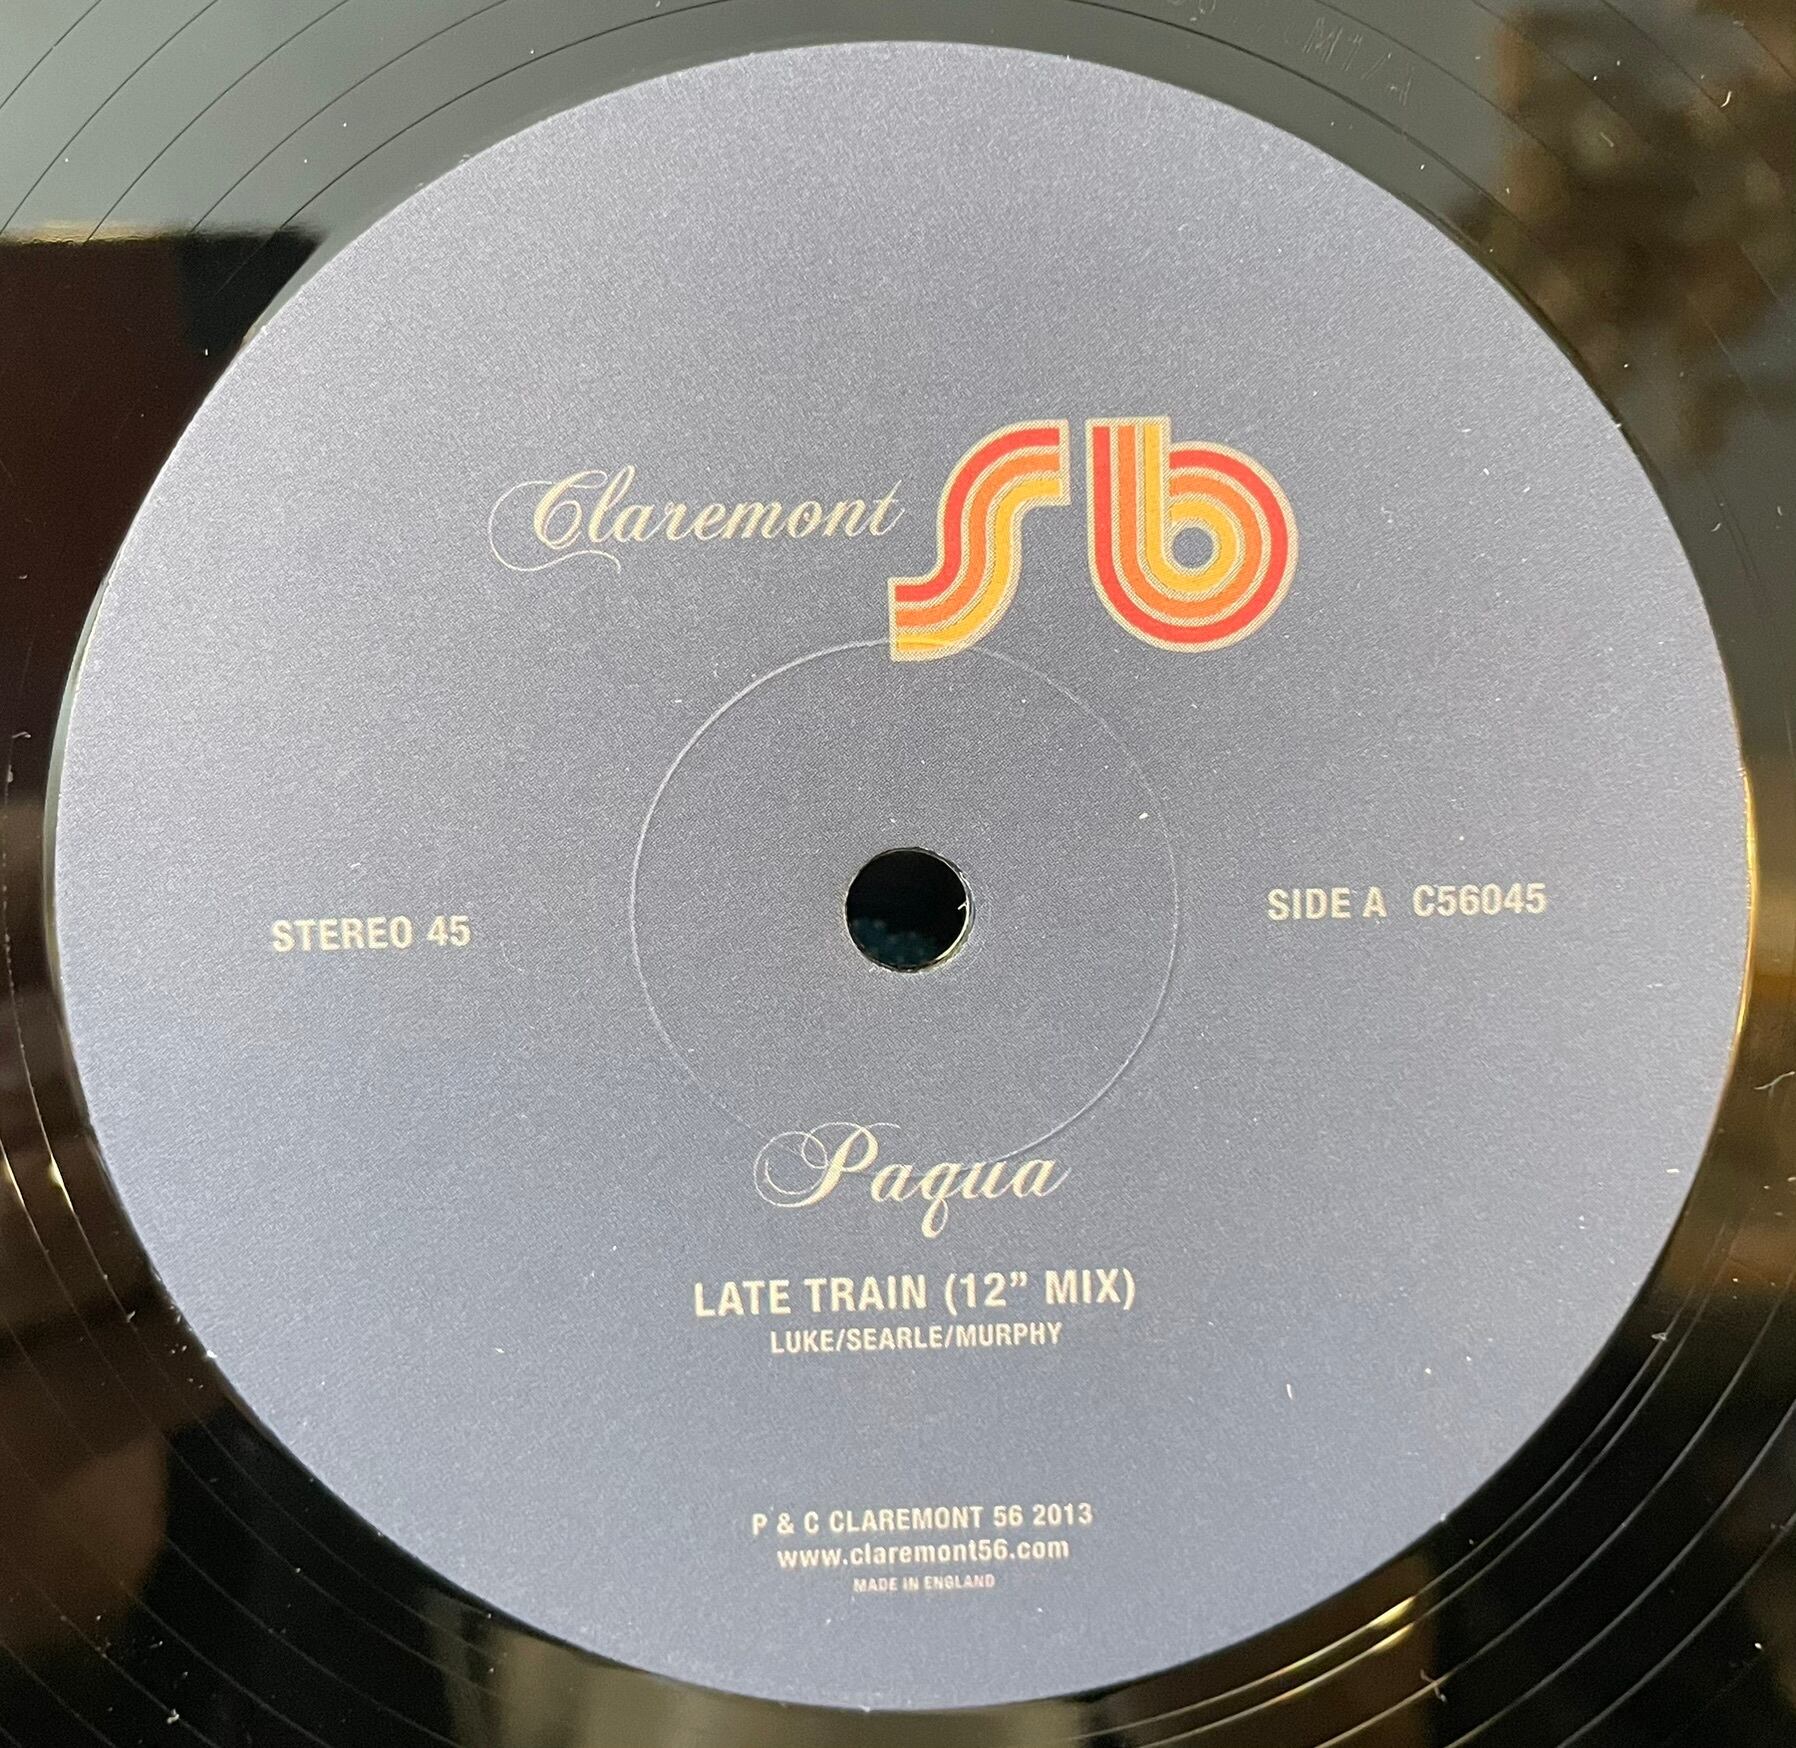 Claremont 56
STEREO 45
SIDE A C56045
Paqua
LATE TRAIN (12” MIX)
LUKE/SEARLE/MURPHY
P & C CLAREMONT 56 2013
www.claremont56.com
MADE IN ENGLAND